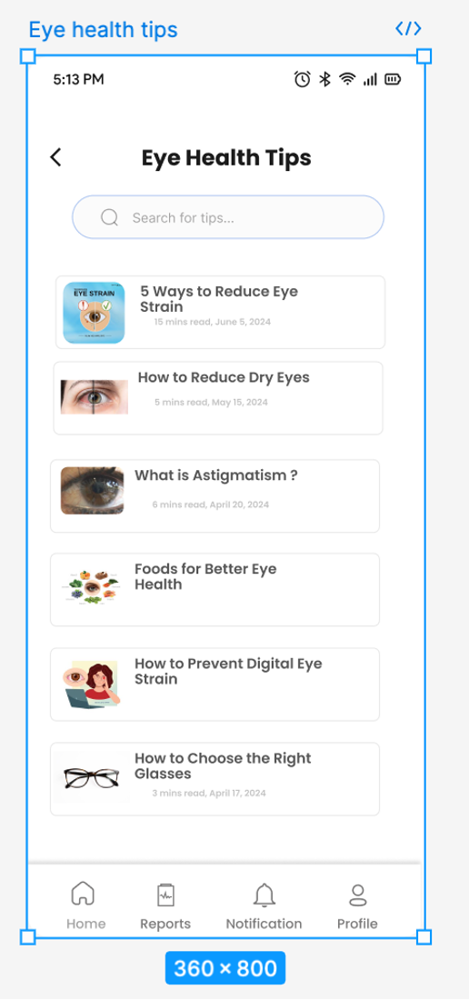 Eye health tips
5:13 PM
Eye Health Tips
Search for tips...
EYE STRAIN
5 Ways to Reduce Eye
Strain
15 mins read, June 5, 2024
How to Reduce Dry Eyes
5 mins read, May 15, 2024
What is Astigmatism ?
6 mins read, April 20, 2024
Foods for Better Eye
Health
How to Prevent Digital Eye
Strain
How to Choose the Right
Glasses
3 mins read, April 17, 2024
Home
Reports
Notification
Profile
360 × 800